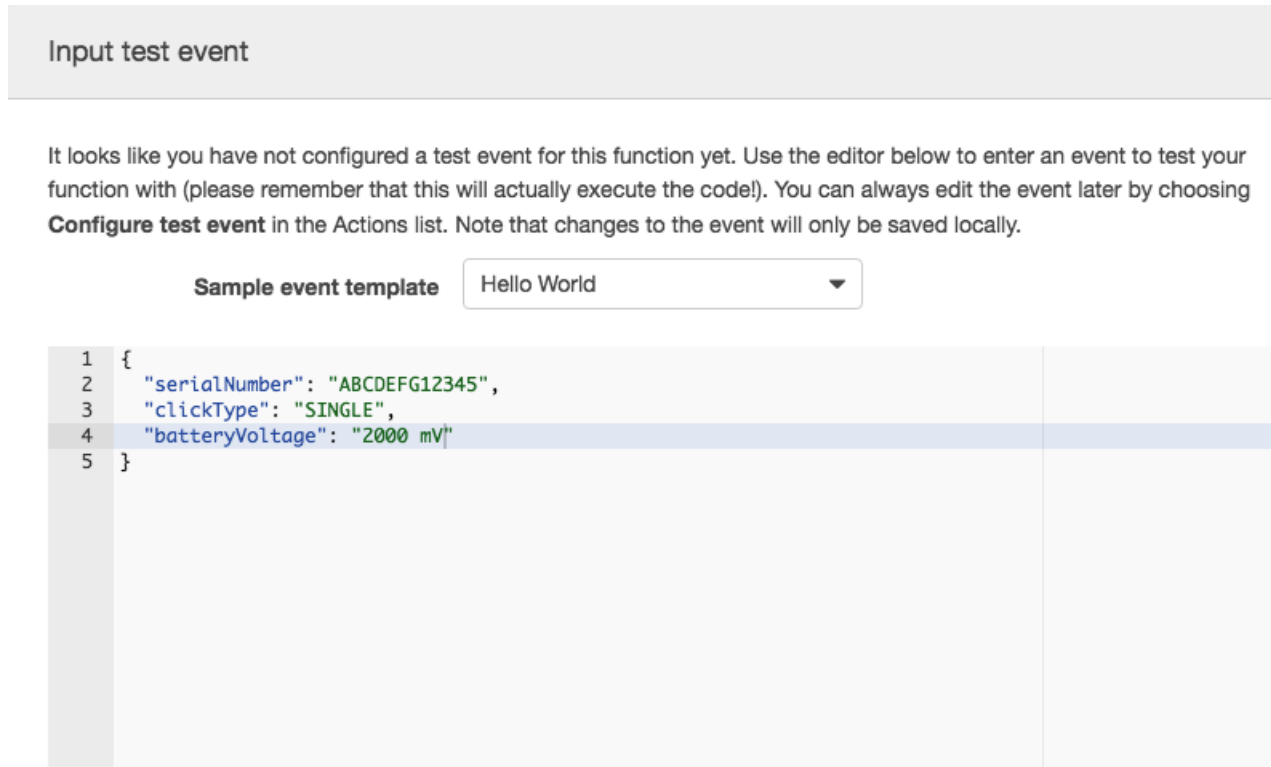 Input test event
It looks like you have not configured a test event for this function yet. Use the editor below to enter an event to test your
function with (please remember that this will actually execute the code!). You can always edit the event later by choosing
Configure test event in the Actions list. Note that changes to the event will only be saved locally.
Sample event template Hello World
1 {
2 "serialNumber": "ABCDEFG12345",
3 "clickType": "SINGLE",
4 "batteryVoltage": "2000 mV"
5 }